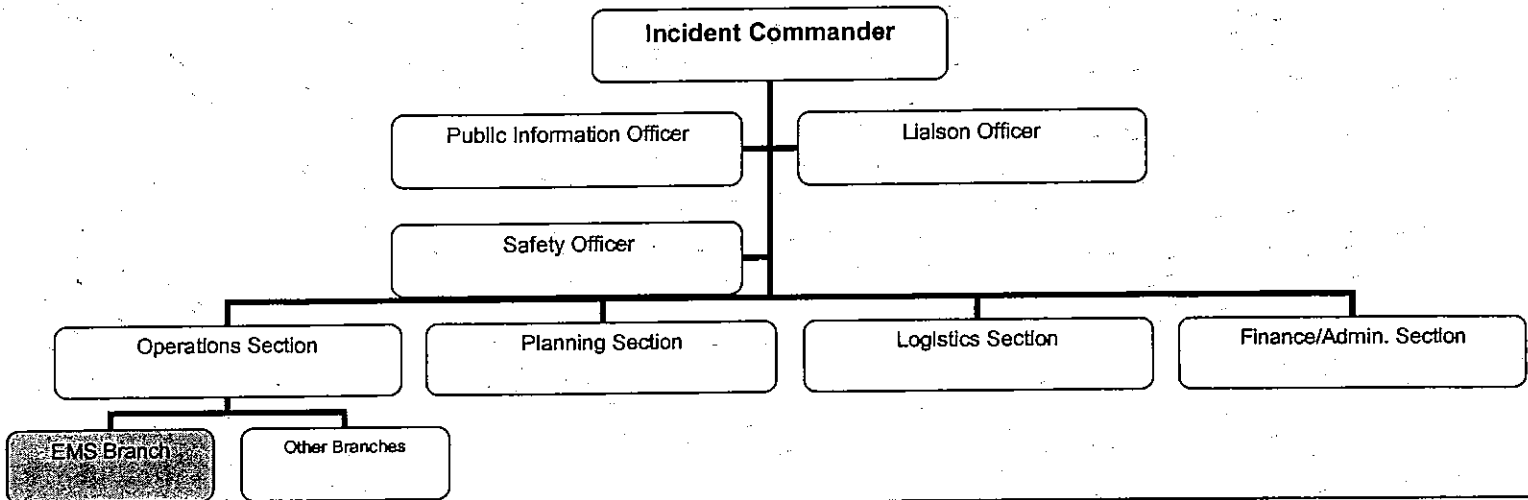 Incident Commander
Public Information Officer
Liaison Officer
Safety Officer
Operations Section
Planning Section
Logistics Section
Finance/Admin. Section
EMS Branch
Other Branches